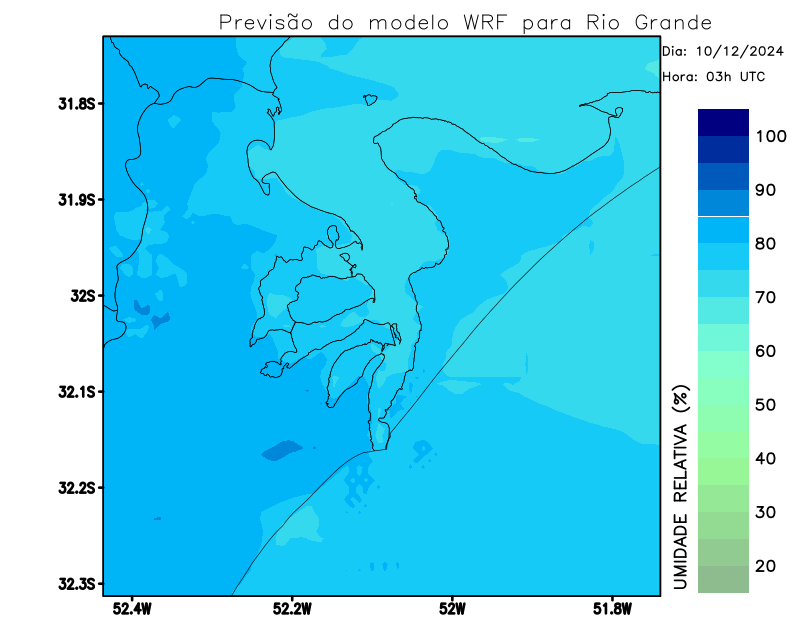 Previsão do modelo WRF para Rio Grande
Dia: 10/12/2024
Hora: 03h UTC
31.8S
31.9S
32S
32.1S
32.2S
32.3S
52.4W
52.2W
52W
51.8W
UMIDADE RELATIVA (%)
100
90
80
70
60
50
40
30
20